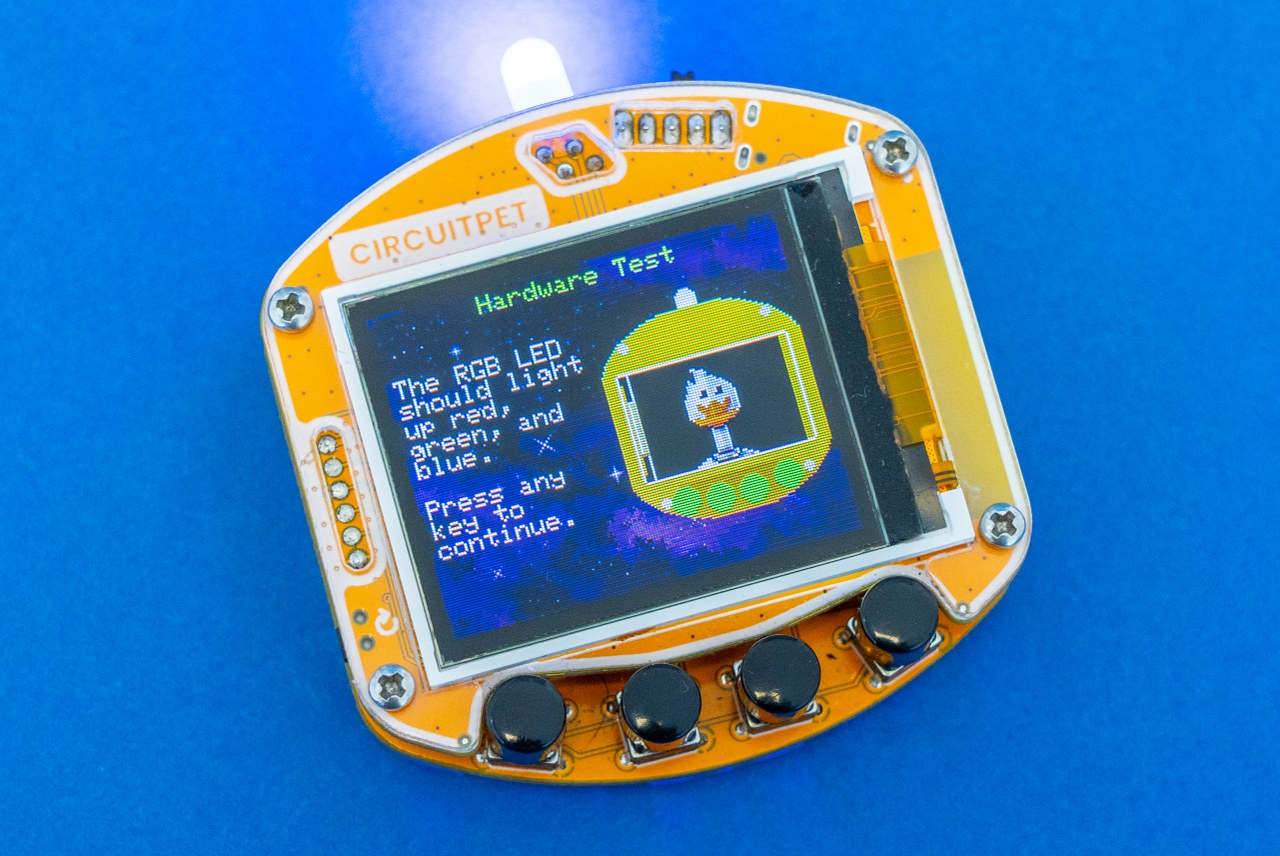 CIRCUITPET
Hardware Test
The RGB LED
should light
up red,
green, and
blue.
Press any
key to
continue.